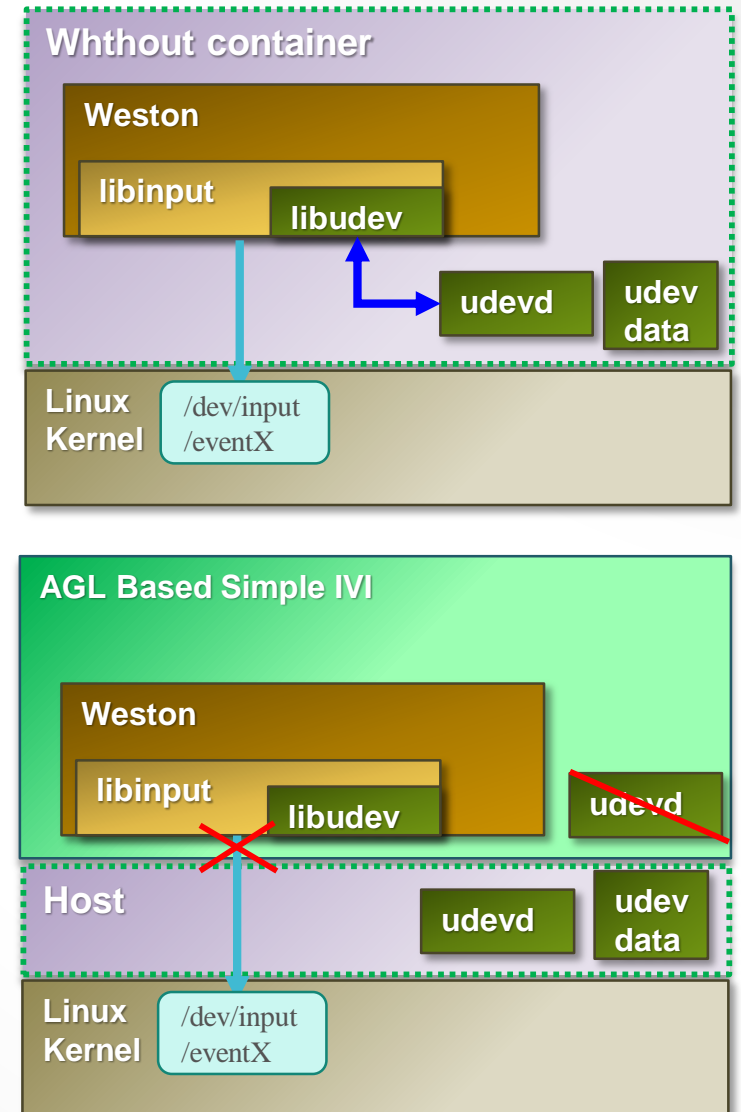 Whthout container
Weston
libinput
libudev
udevd
udev
data
Linux
Kernel
/dev/input
/eventX
AGL Based Simple IVI
Weston
libinput
libudev
udevd
Host
udevd
udev
data
Linux
Kernel
/dev/input
/eventX